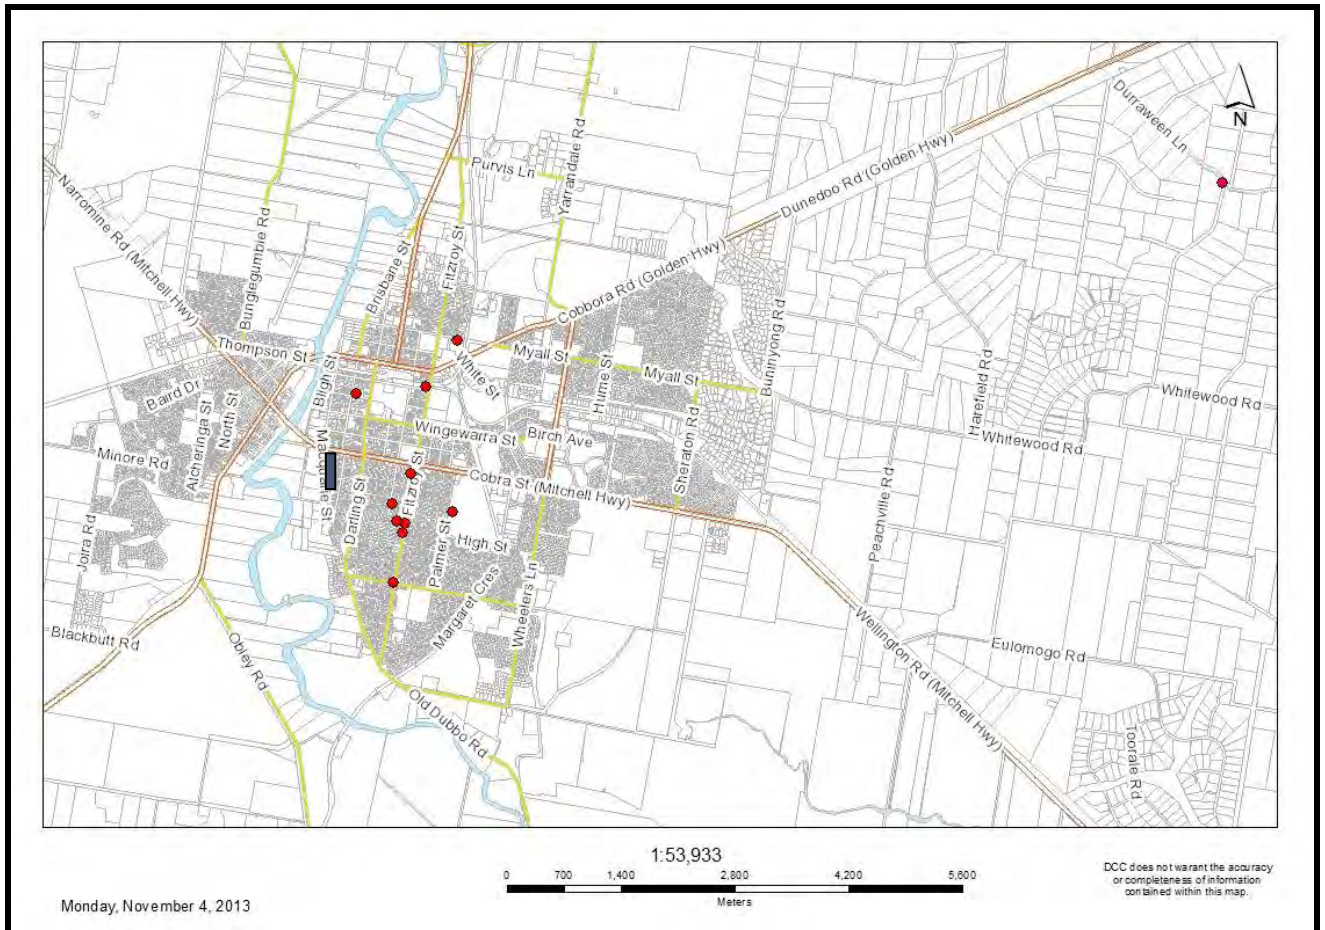 Durraween Ln
N
Purvis Ln
Yarrandale Rd
Dunedoo Rd (Golden Hwy)
Narromine Rd (Mitchell Hwy)
Bunglegumbie Rd
Brisbane St
Fitzroy St
Cobbora Rd (Golden Hwy)
Buninyong Rd
Thompson St
Bligh St
White St
Myall St
Hume St
Myall St
Harefield Rd
Baird Dr
Whitewood Rd
Alcheringa St
North St
Wingewarra St
Birch Ave
Sheraton Rd
Whitewood Rd
Minore Rd
Macquarie St
Darling St
Fitzroy St
Cobra St (Mitchell Hwy)
Peachville Rd
Joira Rd
Palmer St
High St
Margaret Cres
Wheelers Ln
Blackbutt Rd
Obley Rd
Wellington Rd (Mitchell Hwy)
Eulomogo Rd
Old Dubbo Rd
Toorale Rd
1:53,933
0 700 1,400 2,800 4,200 5,600
Meters
DCC does not warant the accuracy
or completeness of information
contained within this map.
Monday, November 4, 2013